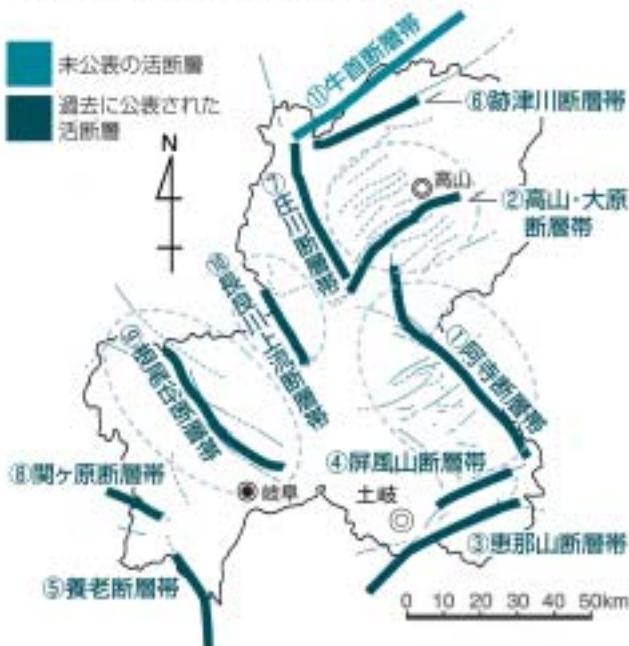 未公表の活断層
過去に公表された
活断層
N
⑪牛首断層帯
⑥跡津川断層帯
高山
②高山・大原
断層帯
⑦庄川断層帯
⑩長良川上流断層帯
①阿寺断層帯
⑨根尾谷断層帯
④屏風山断層帯
⑧関ヶ原断層帯
岐阜
土岐
③恵那山断層帯
⑤養老断層帯
0 10 20 30 40 50km